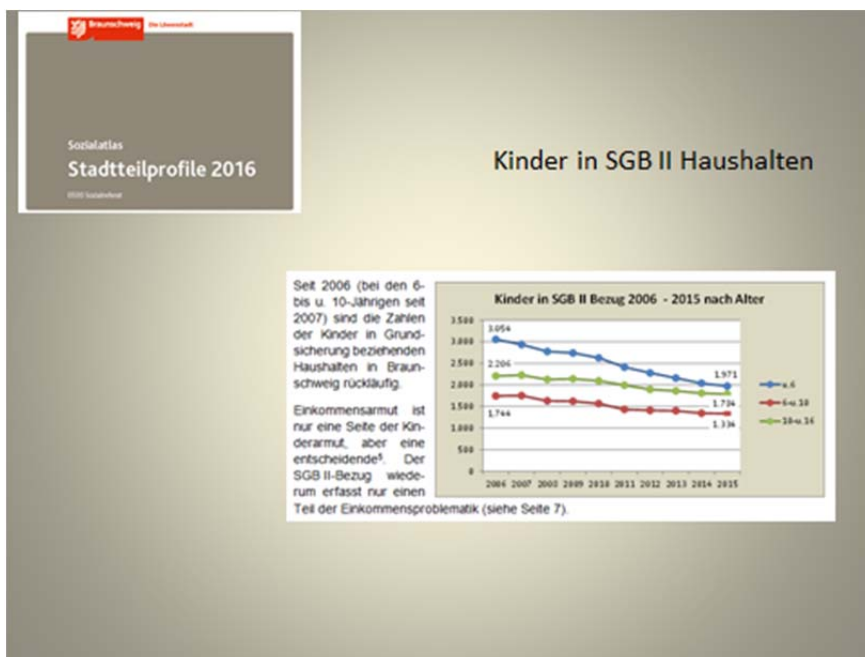 Braunschweig Die Löwenstadt
Sozialatlas
Stadtteilprofile 2016
Kinder in SGB II Haushalten
Seit 2006 (bei den 6-
bis u. 10-Jährigen seit
2007) sind die Zahlen
der Kinder in Grund-
sicherung beziehenden
Haushalten in Braun-
schweig rückläufig.
Einkommensarmut ist
nur eine Seite der Kin-
derarmut, aber eine
entscheidende⁵. Der
SGB II-Bezug wiede-
rum erfasst nur einen
Teil der Einkommensproblematik (siehe Seite 7).
Kinder in SGB II Bezug 2006 - 2015 nach Alter
3.500
3.000
2.500
2.000
1.500
1.000
500
0
3.054
2.206
1.744
1.971
1.334
2006 2007 2008 2009 2010 2011 2012 2013 2014 2015
u.6
6-u.10
10-u.16